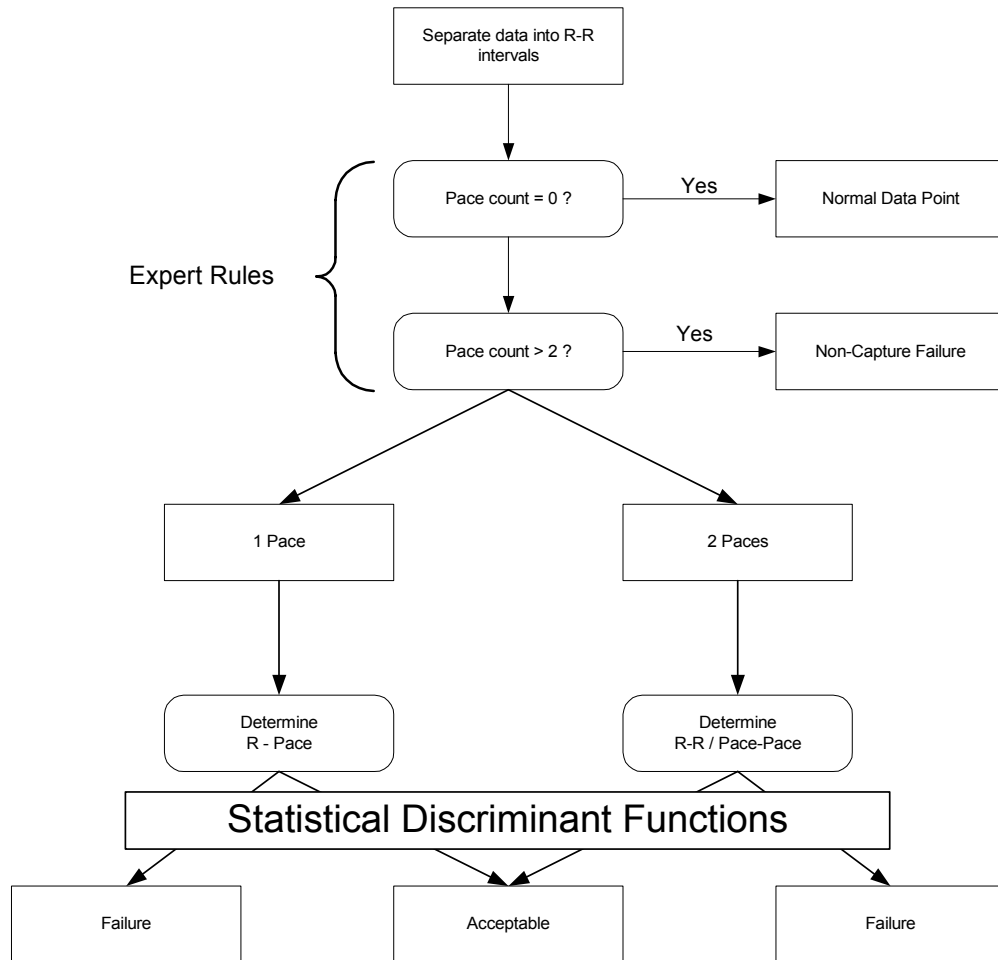 Separate data into R-R
intervals
Pace count = 0 ?
Yes
Normal Data Point
Expert Rules
Pace count > 2 ?
Yes
Non-Capture Failure
1 Pace
2 Paces
Determine
R - Pace
Determine
R-R / Pace-Pace
Statistical Discriminant Functions
Failure
Acceptable
Failure